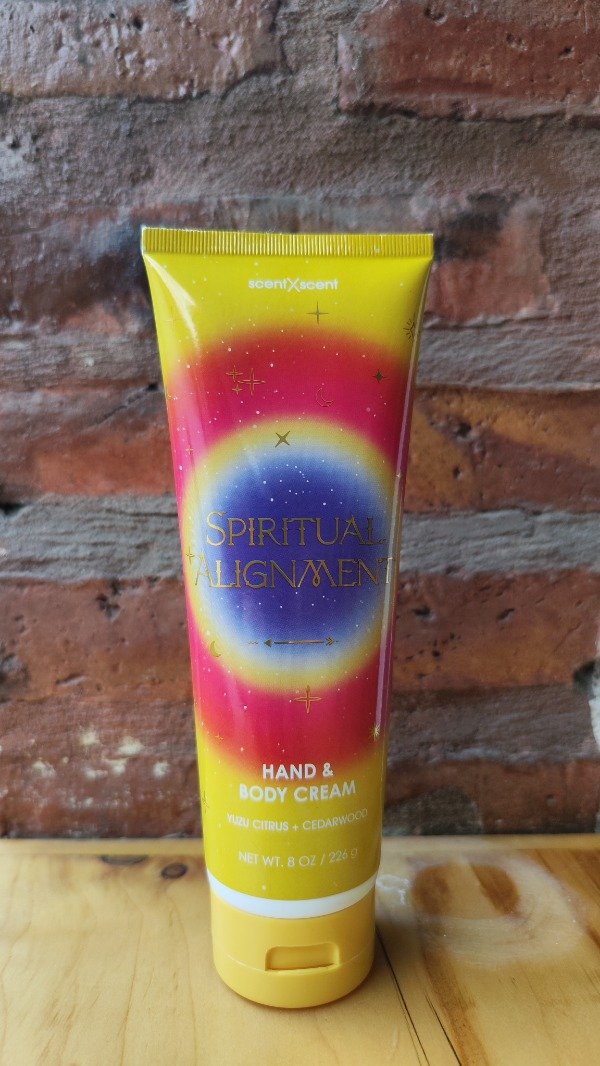 scentXscent
SPIRITUAL
ALIGNMENT
HAND &
BODY CREAM
YUZU CITRUS + CEDARWOOD
NET WT. 8 OZ / 226 g